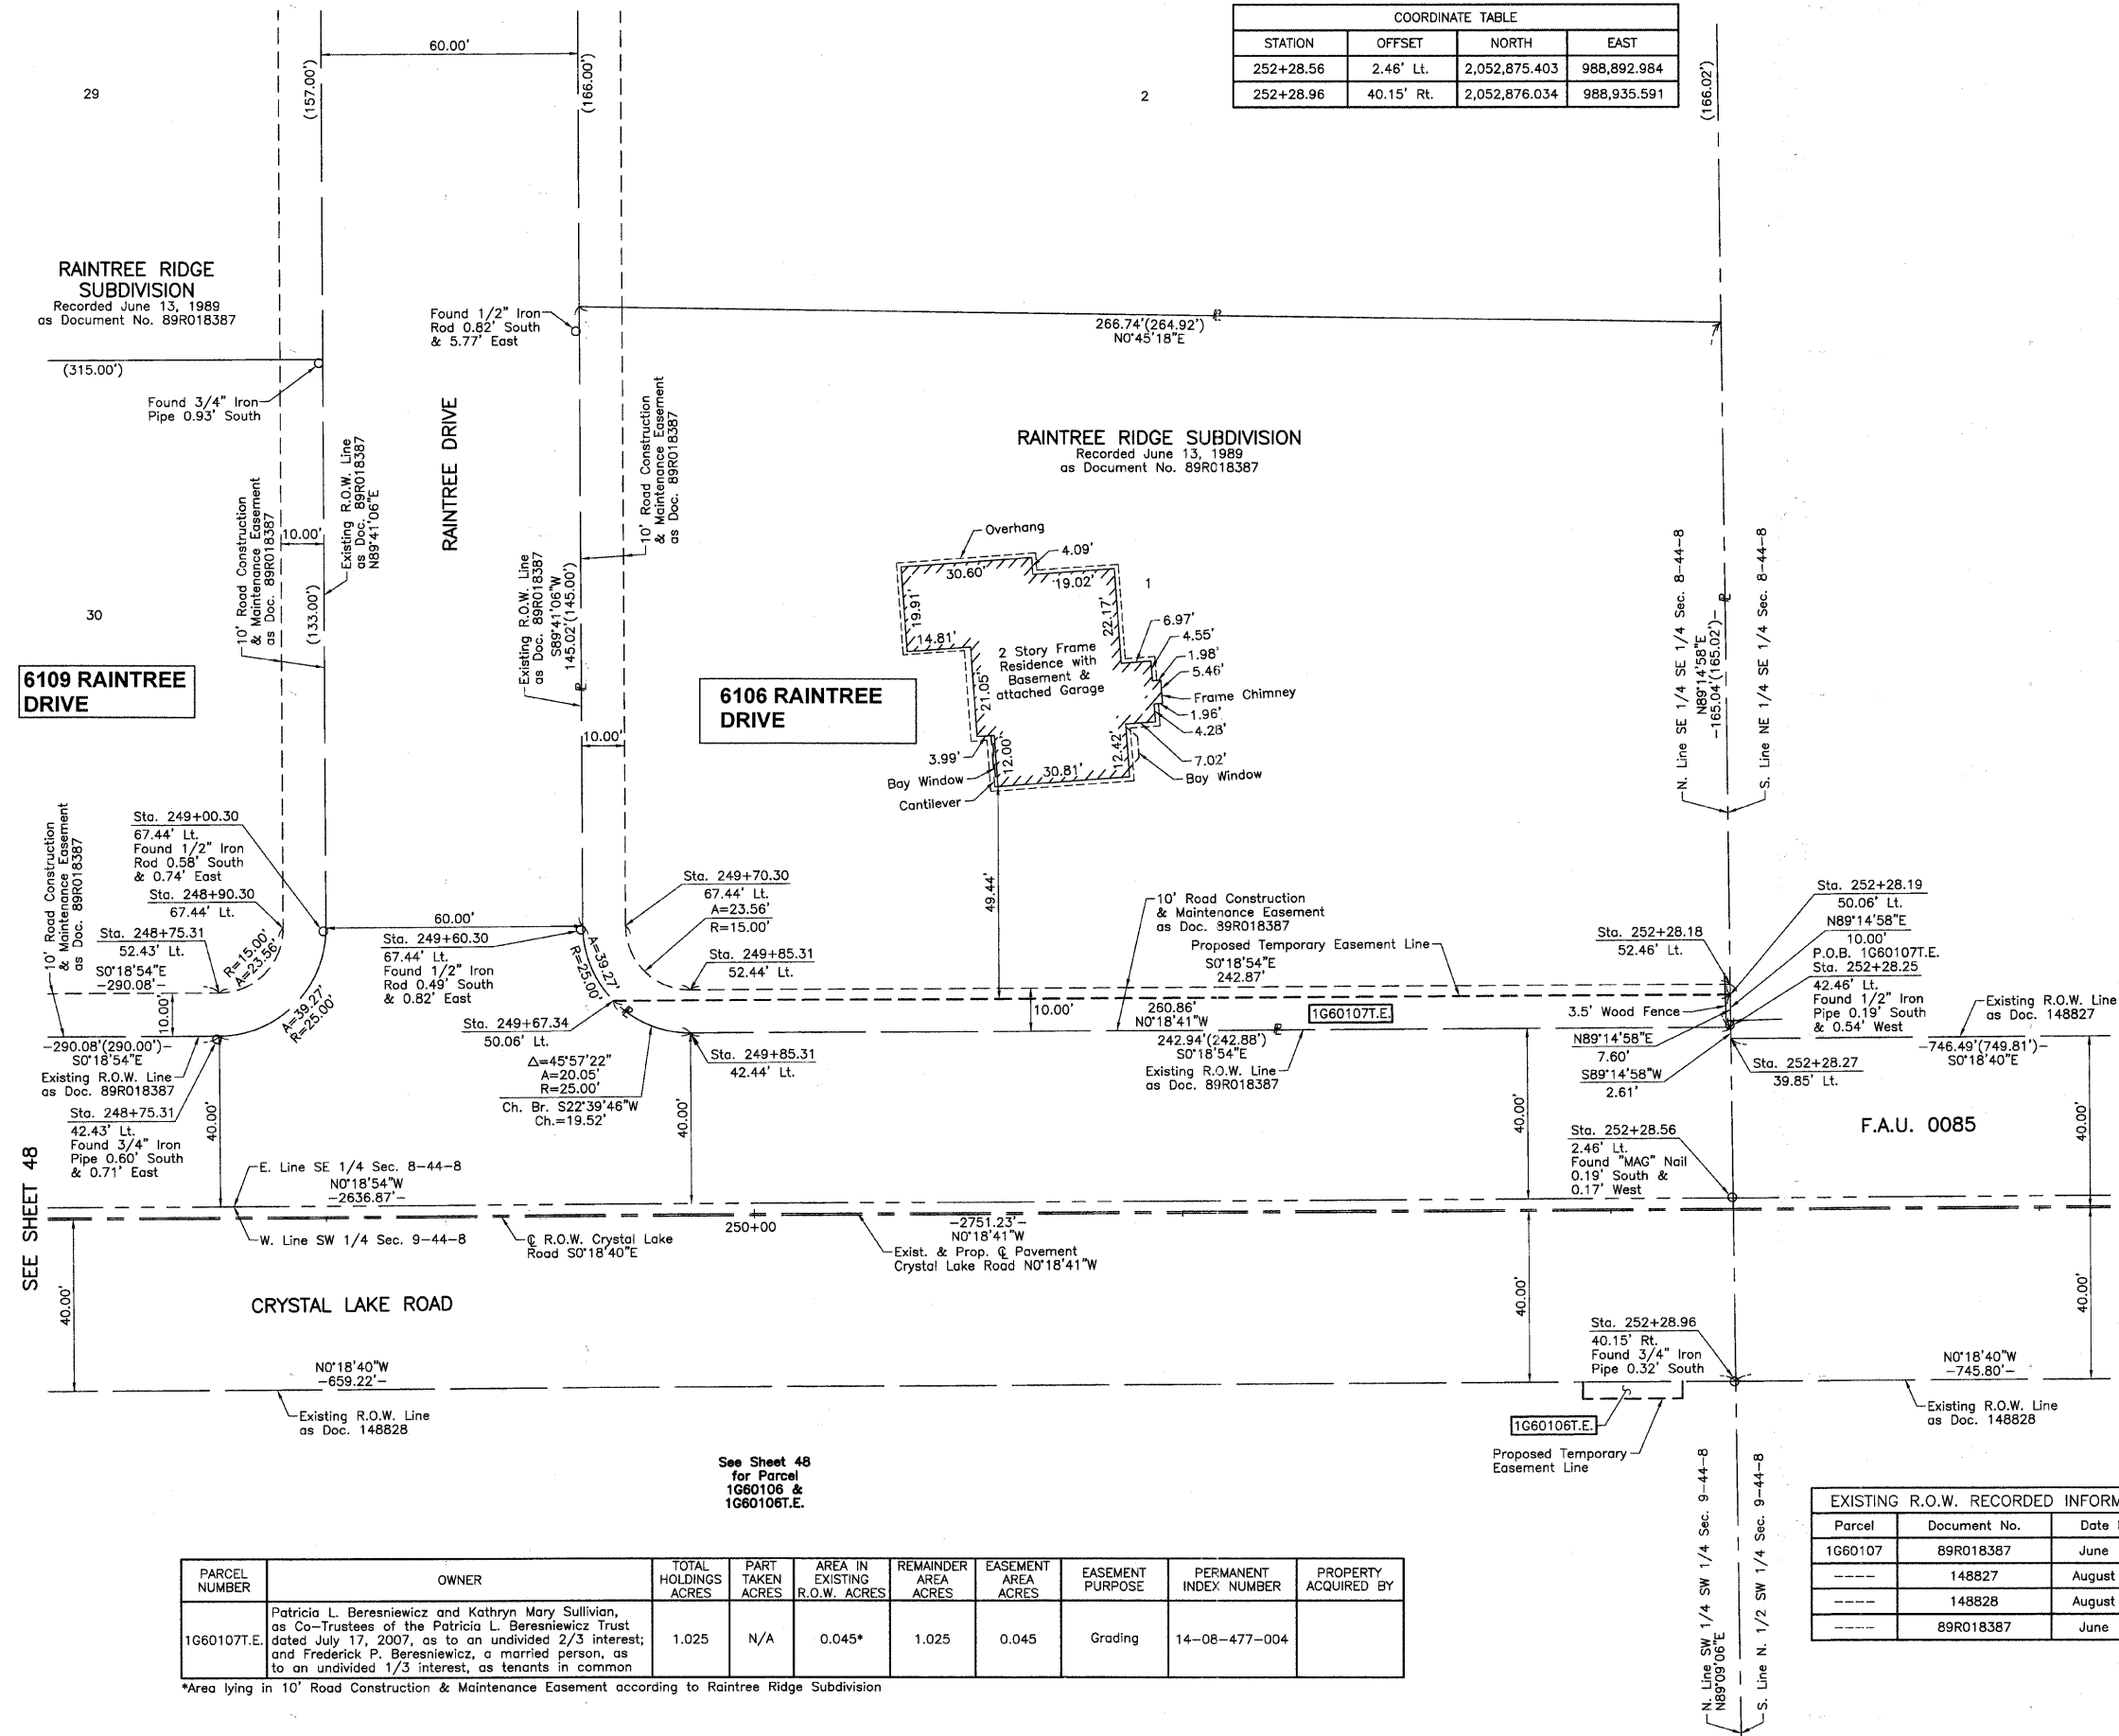 COORDINATE TABLE
STATION OFFSET NORTH EAST
252+28.56 2.46' Lt. 2,052,875.403 988,892.984
252+28.96 40.15' Rt. 2,052,876.034 988,935.591
60.00'
(157.00')
(166.00')
(166.02')
29
2
RAINTREE RIDGE
SUBDIVISION
Recorded June 13, 1989
as Document No. 89R018387
(315.00')
Found 3/4" Iron
Pipe 0.93' South
Found 1/2" Iron
Rod 0.82' South
& 5.77' East
266.74'(264.92')
N0°45'18"E
RAINTREE DRIVE
10' Road Construction
& Maintenance Easement
as Doc. 89R018387
RAINTREE RIDGE SUBDIVISION
Recorded June 13, 1989
as Document No. 89R018387
10' Road Construction
& Maintenance Easement
as Doc. 89R018387
10.00'
Existing R.O.W. Line
as Doc. 89R018387
N89°41'06"E
(133.00')
30
Existing R.O.W. Line
as Doc. 89R018387
S89°41'06"W
145.02'(145.00')
10.00'
6109 RAINTREE
DRIVE
6106 RAINTREE
DRIVE
Overhang
4.09'
30.60'
19.02'
1
19.91'
22.17'
14.81'
6.97'
4.55'
1.98'
5.46'
2 Story Frame
Residence with
Basement &
attached Garage
Frame Chimney
21.05'
1.96'
4.28'
3.99'
12.00'
12.42'
7.02'
30.81'
Bay Window
Bay Window
Cantilever
49.44'
N. Line SE 1/4 SE 1/4 Sec. 8-44-8
N89°14'58"E
-165.04'(165.02')-
S. Line NE 1/4 SE 1/4 Sec. 8-44-8
10' Road Construction
& Maintenance Easement
as Doc. 89R018387
Sta. 249+00.30
67.44' Lt.
Found 1/2" Iron
Rod 0.58' South
& 0.74' East
Sta. 248+90.30
67.44' Lt.
Sta. 248+75.31
52.43' Lt.
S0°18'54"E
-290.08'-
R=15.00'
A=23.56'
10.00'
A=39.27'
R=25.00'
-290.08'(290.00')-
S0°18'54"E
Existing R.O.W. Line
as Doc. 89R018387
Sta. 248+75.31
42.43' Lt.
Found 3/4" Iron
Pipe 0.60' South
& 0.71' East
60.00'
Sta. 249+60.30
67.44' Lt.
Found 1/2" Iron
Rod 0.49' South
& 0.82' East
A=39.27'
R=25.00'
Sta. 249+67.34
50.06' Lt.
Δ=45°57'22"
A=20.05'
R=25.00'
Ch. Br. S22°39'46"W
Ch.=19.52'
Sta. 249+70.30
67.44' Lt.
A=23.56'
R=15.00'
Sta. 249+85.31
52.44' Lt.
Sta. 249+85.31
42.44' Lt.
10' Road Construction
& Maintenance Easement
as Doc. 89R018387
Proposed Temporary Easement Line
S0°18'54"E
242.87'
10.00'
260.86'
N0°18'41"W
242.94'(242.88')
S0°18'54"E
Existing R.O.W. Line
as Doc. 89R018387
1G60107T.E.
Sta. 252+28.18
52.46' Lt.
Sta. 252+28.19
50.06' Lt.
N89°14'58"E
10.00'
P.O.B. 1G60107T.E.
Sta. 252+28.25
42.46' Lt.
Found 1/2" Iron
Pipe 0.19' South
& 0.54' West
3.5' Wood Fence
N89°14'58"E
7.60'
S89°14'58"W
2.61'
Existing R.O.W. Line
as Doc. 148827
-746.49'(749.81')-
S0°18'40"E
Sta. 252+28.27
39.85' Lt.
F.A.U. 0085
Sta. 252+28.56
2.46' Lt.
Found "MAG" Nail
0.19' South &
0.17' West
40.00'
40.00'
40.00'
40.00'
SEE SHEET 48
E. Line SE 1/4 Sec. 8-44-8
N0°18'54"W
-2636.87'-
W. Line SW 1/4 Sec. 9-44-8
℄ R.O.W. Crystal Lake
Road S0°18'40"E
250+00
-2751.23'-
N0°18'41"W
Exist. & Prop. ℄ Pavement
Crystal Lake Road N0°18'41"W
40.00'
40.00'
40.00'
CRYSTAL LAKE ROAD
N0°18'40"W
-659.22'-
Existing R.O.W. Line
as Doc. 148828
Sta. 252+28.96
40.15' Rt.
Found 3/4" Iron
Pipe 0.32' South
1G60106T.E.
Proposed Temporary
Easement Line
N0°18'40"W
-745.80'-
Existing R.O.W. Line
as Doc. 148828
See Sheet 48
for Parcel
1G60106 &
1G60106T.E.
N. Line SW 1/4 SW 1/4 Sec. 9-44-8
N89°09'06"E
S. Line N. 1/2 SW 1/4 Sec. 9-44-8
EXISTING R.O.W. RECORDED INFORM
Parcel Document No. Date
1G60107 89R018387 June
---- 148827 August
---- 148828 August
---- 89R018387 June
PARCEL NUMBER OWNER TOTAL HOLDINGS ACRES PART TAKEN ACRES AREA IN EXISTING R.O.W. ACRES REMAINDER AREA ACRES EASEMENT AREA ACRES EASEMENT PURPOSE PERMANENT INDEX NUMBER PROPERTY ACQUIRED BY
Patricia L. Beresniewicz and Kathryn Mary Sullivian,
as Co-Trustees of the Patricia L. Beresniewicz Trust
1G60107T.E. dated July 17, 2007, as to an undivided 2/3 interest; 1.025 N/A 0.045* 1.025 0.045 Grading 14-08-477-004
and Frederick P. Beresniewicz, a married person, as
to an undivided 1/3 interest, as tenants in common
*Area lying in 10' Road Construction & Maintenance Easement according to Raintree Ridge Subdivision